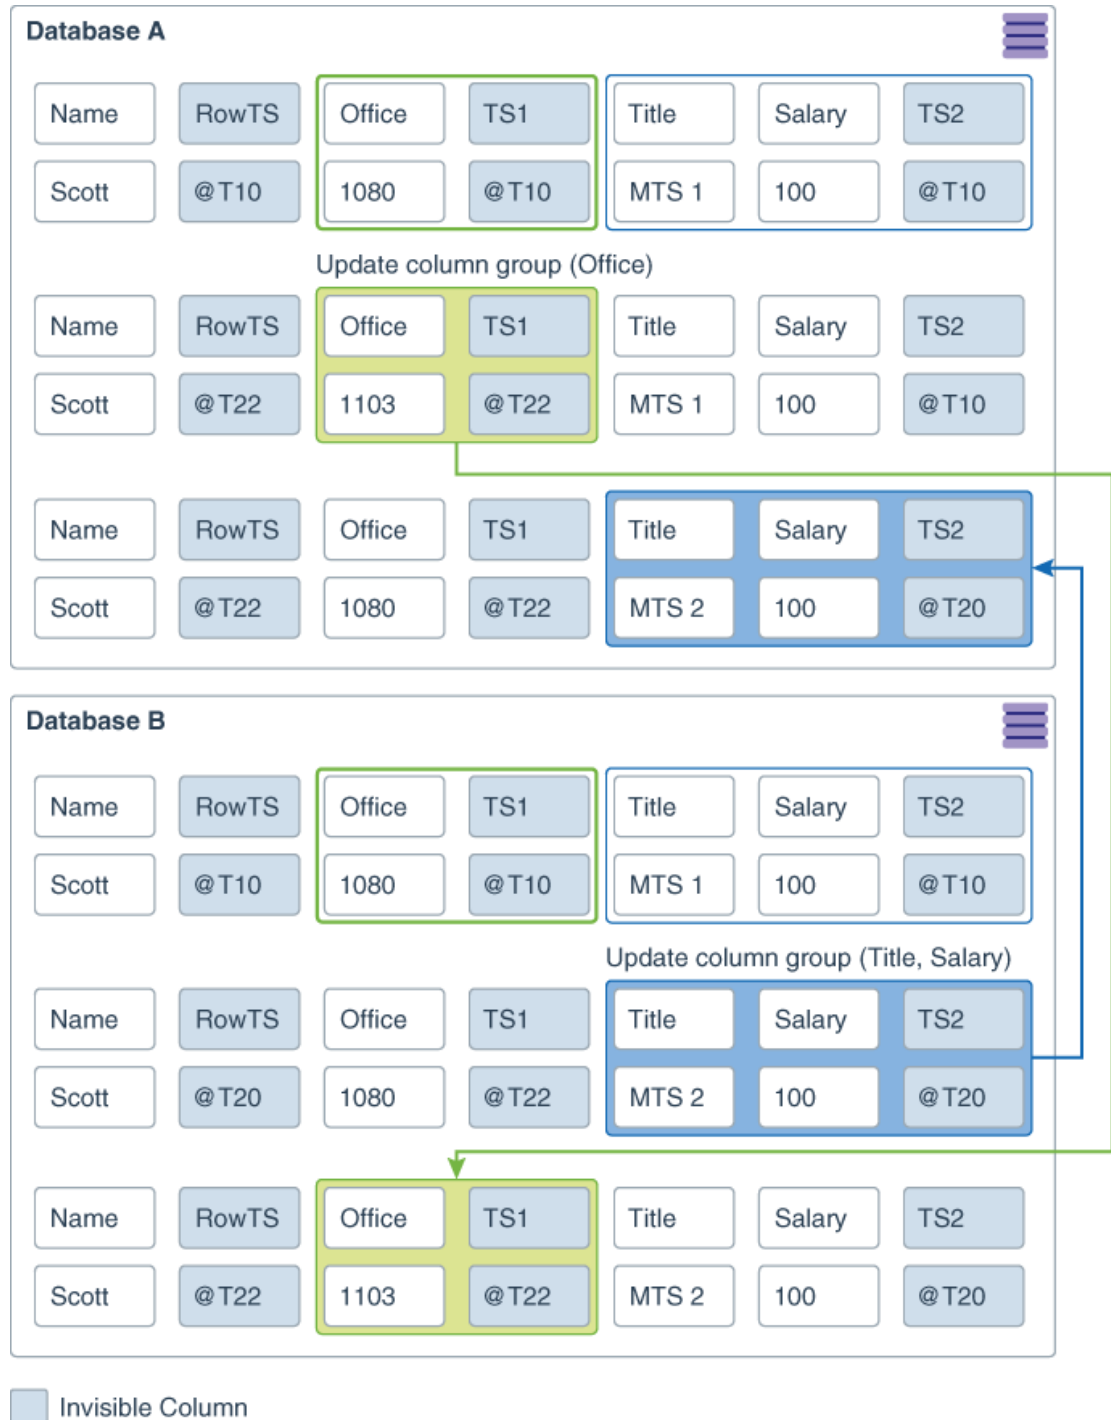 Database A
Name RowTS Office TS1 Title Salary TS2
Scott @T10 1080 @T10 MTS 1 100 @T10
Update column group (Office)
Name RowTS Office TS1 Title Salary TS2
Scott @T22 1103 @T22 MTS 1 100 @T10
Name RowTS Office TS1 Title Salary TS2
Scott @T22 1080 @T22 MTS 2 100 @T20
Database B
Name RowTS Office TS1 Title Salary TS2
Scott @T10 1080 @T10 MTS 1 100 @T10
Update column group (Title, Salary)
Name RowTS Office TS1 Title Salary TS2
Scott @T20 1080 @T22 MTS 2 100 @T20
Name RowTS Office TS1 Title Salary TS2
Scott @T22 1103 @T22 MTS 2 100 @T20
Invisible Column